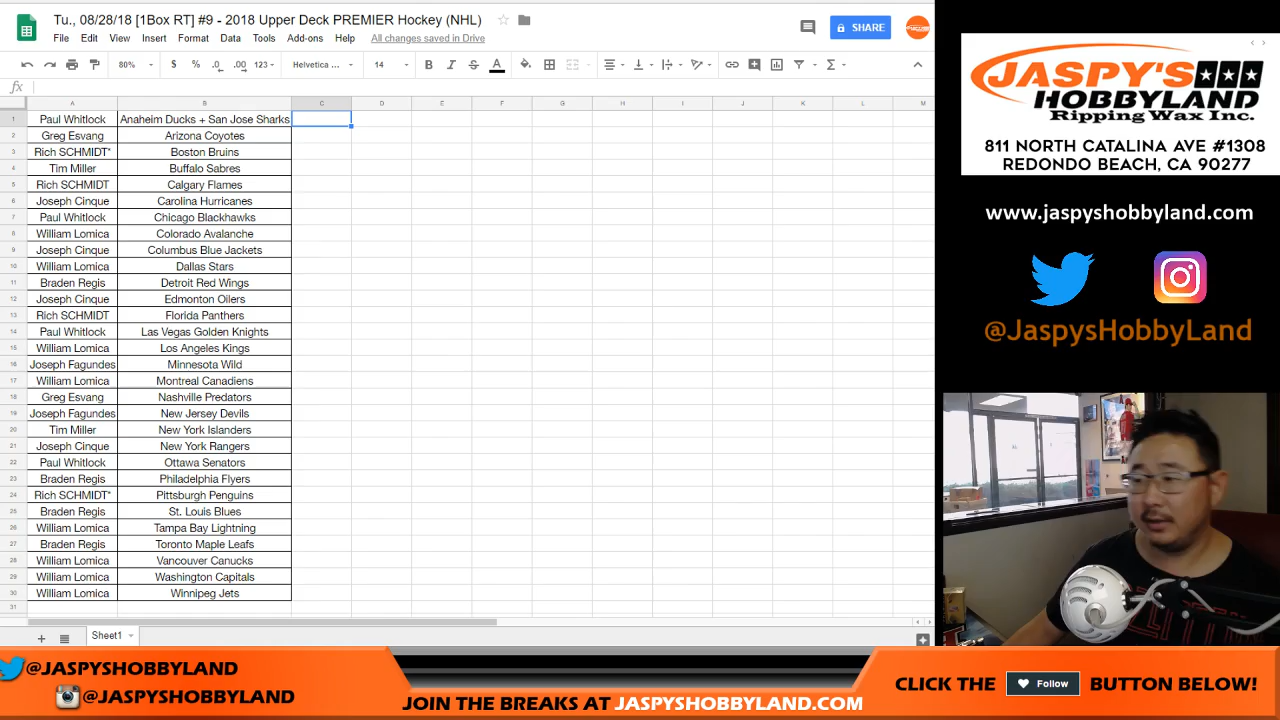 Tu., 08/28/18 [1Box RT] #9 - 2018 Upper Deck PREMIER Hockey (NHL)
File Edit View Insert Format Data Tools Add-ons Help All changes saved in Drive
SHARE
80% $ % .0 .00 123 Helvetica ... 14 B I S A
fx
A B C D E F G H I J K L M
1 Paul Whitlock Anaheim Ducks + San Jose Sharks
2 Greg Esvang Arizona Coyotes
3 Rich SCHMIDT* Boston Bruins
4 Tim Miller Buffalo Sabres
5 Rich SCHMIDT Calgary Flames
6 Joseph Cinque Carolina Hurricanes
7 Paul Whitlock Chicago Blackhawks
8 William Lomica Colorado Avalanche
9 Joseph Cinque Columbus Blue Jackets
10 William Lomica Dallas Stars
11 Braden Regis Detroit Red Wings
12 Joseph Cinque Edmonton Oilers
13 Rich SCHMIDT Florida Panthers
14 Paul Whitlock Las Vegas Golden Knights
15 William Lomica Los Angeles Kings
16 Joseph Fagundes Minnesota Wild
17 William Lomica Montreal Canadiens
18 Greg Esvang Nashville Predators
19 Joseph Fagundes New Jersey Devils
20 Tim Miller New York Islanders
21 Joseph Cinque New York Rangers
22 Paul Whitlock Ottawa Senators
23 Braden Regis Philadelphia Flyers
24 Rich SCHMIDT* Pittsburgh Penguins
25 Braden Regis St. Louis Blues
26 William Lomica Tampa Bay Lightning
27 Braden Regis Toronto Maple Leafs
28 William Lomica Vancouver Canucks
29 William Lomica Washington Capitals
30 William Lomica Winnipeg Jets
31
Sheet1
JASPY'S
HOBBYLAND
Ripping Wax Inc.
811 NORTH CATALINA AVE #1308
REDONDO BEACH, CA 90277
www.jaspyshobbyland.com
@JaspysHobbyLand
@JASPYSHOBBYLAND
@JASPYSHOBBYLAND
JOIN THE BREAKS AT JASPYSHOBBYLAND.COM
CLICK THE Follow BUTTON BELOW!